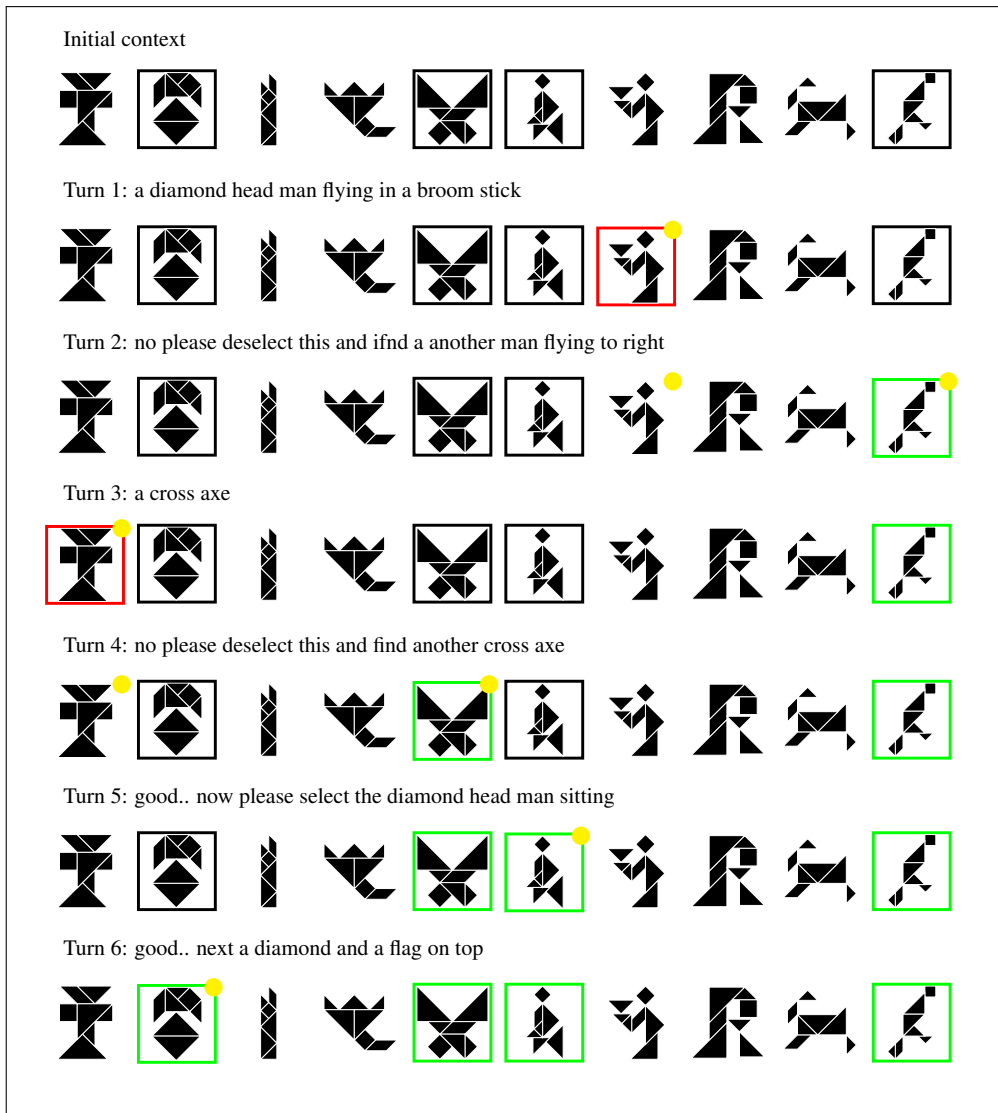 Initial context
Turn 1: a diamond head man flying in a broom stick
Turn 2: no please deselect this and ifnd a another man flying to right
Turn 3: a cross axe
Turn 4: no please deselect this and find another cross axe
Turn 5: good.. now please select the diamond head man sitting
Turn 6: good.. next a diamond and a flag on top